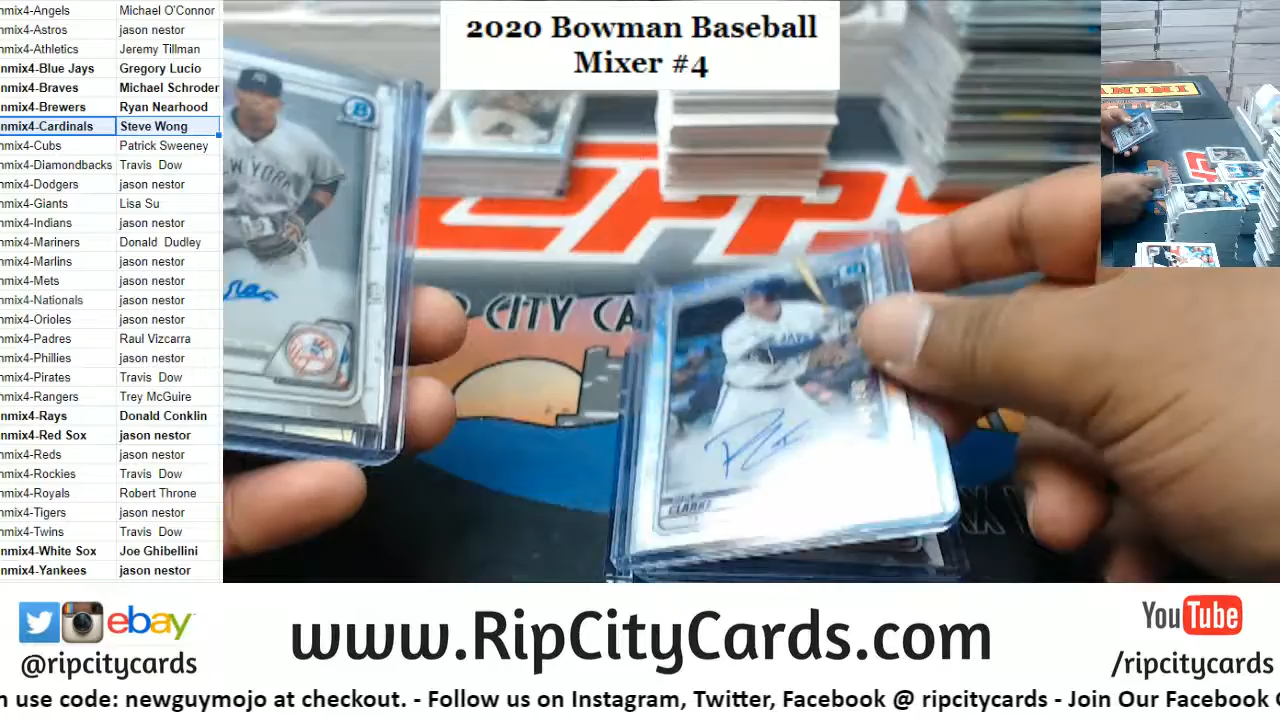 nmix4-Angels Michael O'Connor
nmix4-Astros jason nestor
nmix4-Athletics Jeremy Tillman
nmix4-Blue Jays Gregory Lucio
nmix4-Braves Michael Schroder
nmix4-Brewers Ryan Nearhood
nmix4-Cardinals Steve Wong
nmix4-Cubs Patrick Sweeney
nmix4-Diamondbacks Travis Dow
nmix4-Dodgers jason nestor
nmix4-Giants Lisa Su
nmix4-Indians jason nestor
nmix4-Mariners Donald Dudley
nmix4-Marlins jason nestor
nmix4-Mets jason nestor
nmix4-Nationals jason nestor
nmix4-Orioles jason nestor
nmix4-Padres Raul Vizcarra
nmix4-Phillies jason nestor
nmix4-Pirates Travis Dow
nmix4-Rangers Trey McGuire
nmix4-Rays Donald Conklin
nmix4-Red Sox jason nestor
nmix4-Reds jason nestor
nmix4-Rockies Travis Dow
nmix4-Royals Robert Throne
nmix4-Tigers jason nestor
nmix4-Twins Travis Dow
nmix4-White Sox Joe Ghibellini
nmix4-Yankees jason nestor
2020 Bowman Baseball
Mixer #4
PANINI
NEW YORK
B
CITY CA
CLARKE
ebay
@ripcitycards
www.RipCityCards.com
YouTube
/ripcitycards
n use code: newguymojo at checkout. - Follow us on Instagram, Twitter, Facebook @ ripcitycards - Join Our Facebook